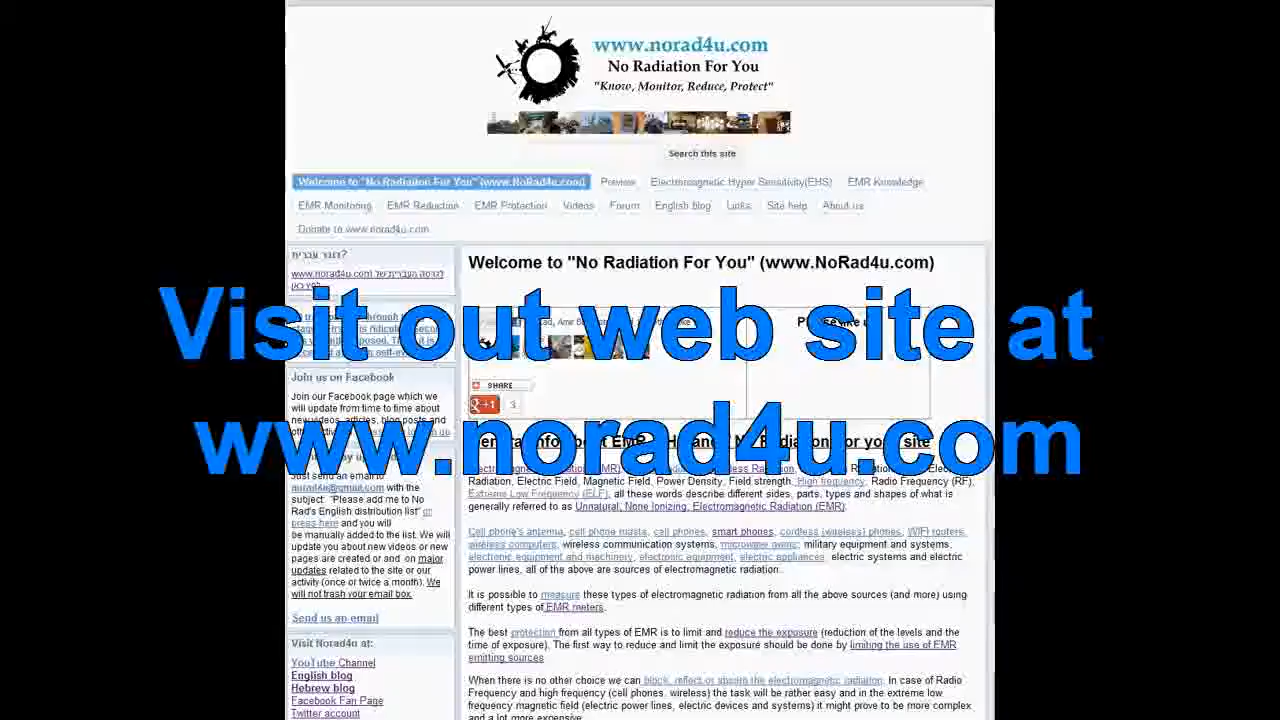 www.norad4u.com
No Radiation For You
"Know, Monitor, Reduce, Protect"
Search this site
Welcome to "No Radiation For You" (www.NoRad4u.com)
Preview
Electromagnetic Hyper Sensitivity(EHS)
EMR Knowledge
EMR Monitoring
EMR Reduction
EMR Protection
Videos
Forum
English blog
Links
Site help
About us
Donate to www.norad4u.com
דובר עברית?
Join us on Facebook
Join our Facebook page which we
will update from time to time about
new videos, articles, blog posts and
Just send an email to
norad4u@gmail.com with the
subject "Please add me to No
Rad's English distribution list" or
press here and you will
be manually added to the list. We will
update you about new videos or new
pages are created or and on major
updates related to the site or our
activity (once or twice a month). We
will not trash your email box.
Send us an email
Visit Norad4u at:
YouTube Channel
English blog
Hebrew blog
Facebook Fan Page
Twitter account
Welcome to "No Radiation For You" (www.NoRad4u.com)
Visit out web site at
www.norad4u.com
SHARE
+1
3
Radiation, Electric Field, Magnetic Field, Power Density, Field strength, High frequency, Radio Frequency (RF),
Extreme Low Frequency (ELF), all these words describe different sides, parts, types and shapes of what is
generally referred to as Unnatural, None Ionizing, Electromagnetic Radiation (EMR).
Cell phone's antenna, cell phone masts, cell phones, smart phones, cordless (wireless) phones, WIFI routers,
wireless computers, wireless communication systems, microwave ovens, military equipment and systems,
electronic equipment and machinery, electronic equipment, electric appliances, electric systems and electric
power lines, all of the above are sources of electromagnetic radiation.
It is possible to measure these types of electromagnetic radiation from all the above sources (and more) using
different types of EMR meters.
The best protection from all types of EMR is to limit and reduce the exposure (reduction of the levels and the
time of exposure). The first way to reduce and limit the exposure should be done by limiting the use of EMR
emitting sources
When there is no other choice we can block, reflect or absorb the electromagnetic radiation. In case of Radio
Frequency and high frequency (cell phones, wireless) the task will be rather easy and in the extreme low
frequency magnetic field (electric power lines, electric devices and systems) it might prove to be more complex
and a lot more expensive.